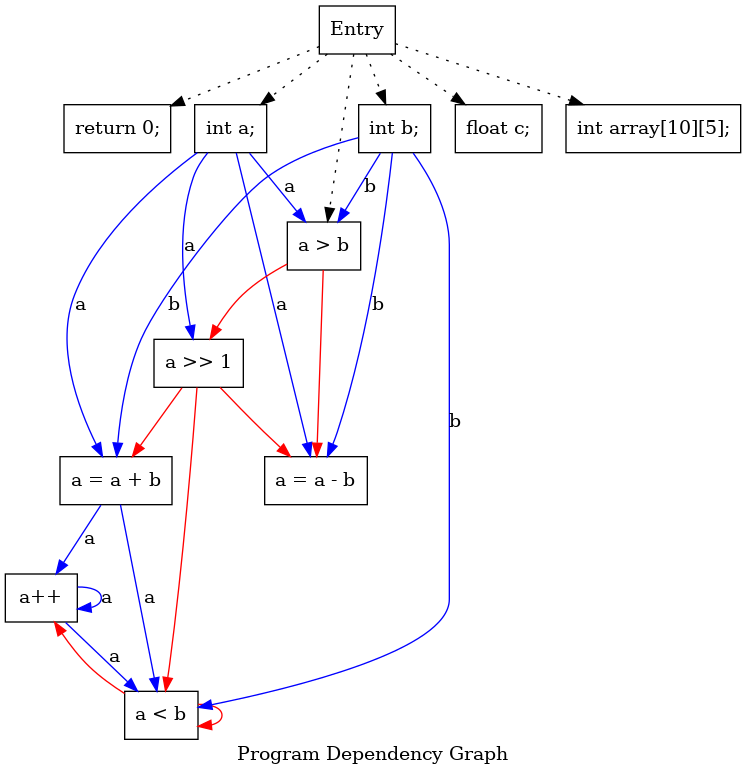 Entry
return 0;
int a;
int b;
float c;
int array[10][5];
a
b
a > b
a
a
b
a
b
a >> 1
b
a = a + b
a = a - b
a
a++
a
a
a
a < b
Program Dependency Graph